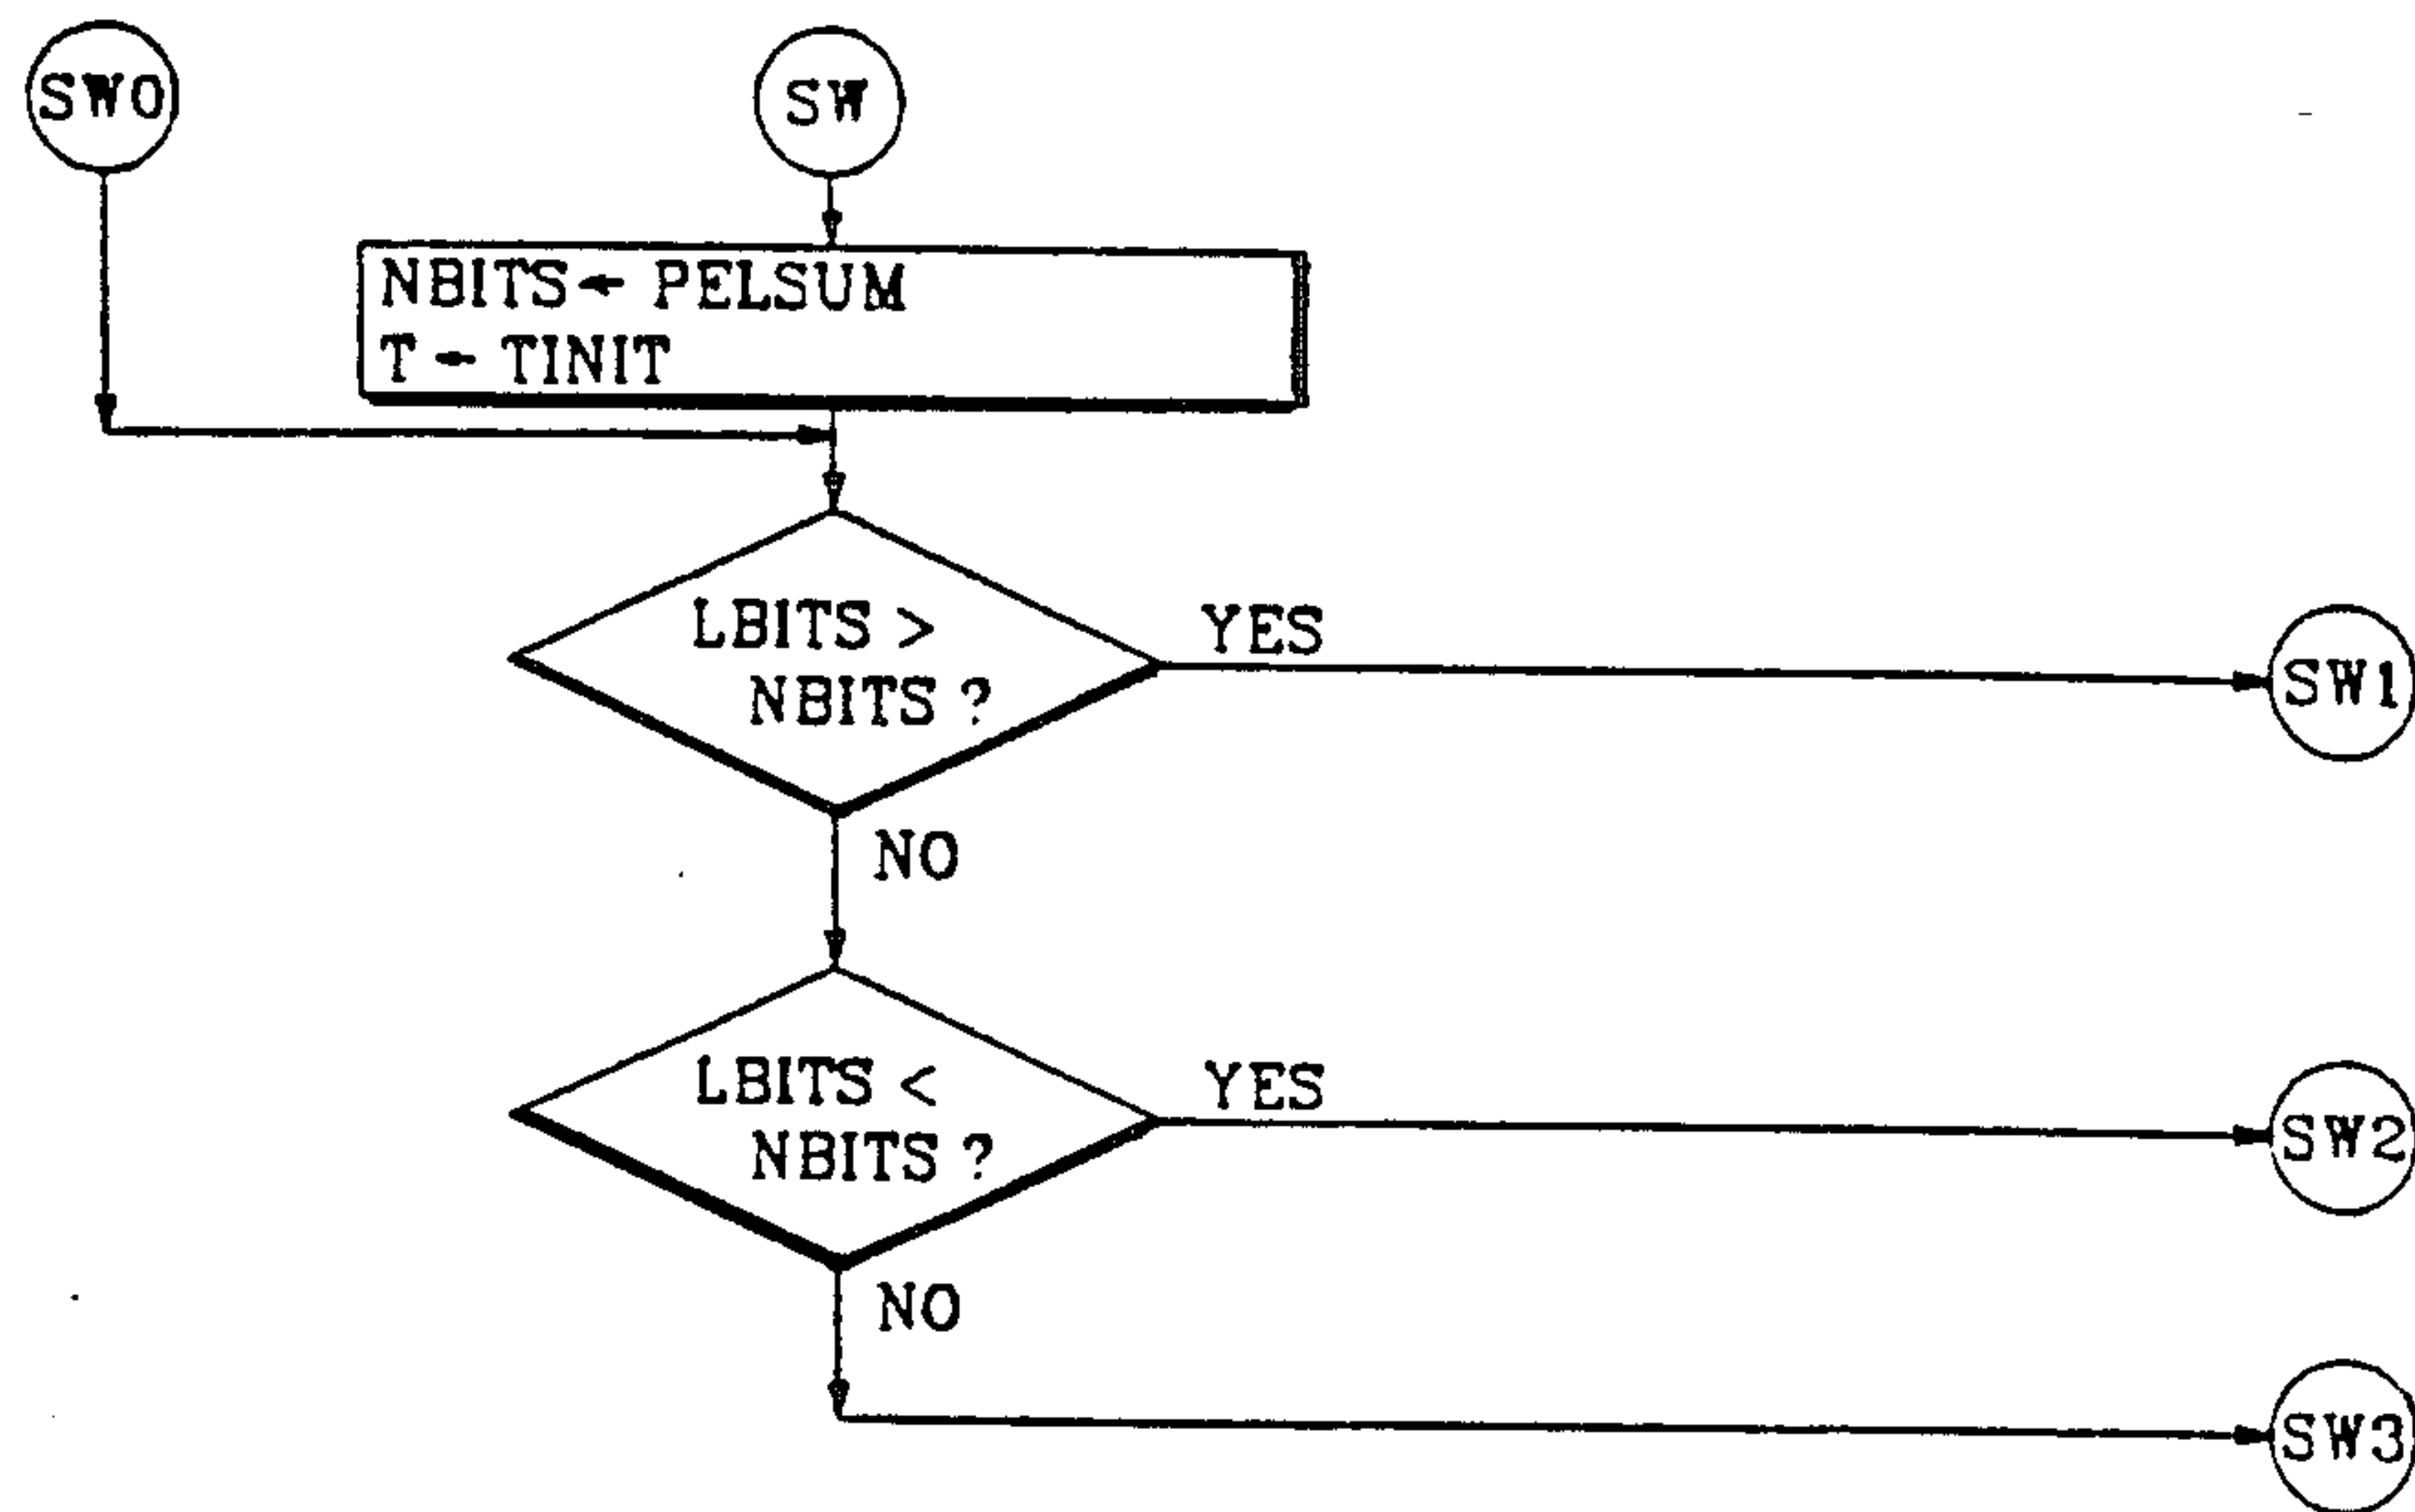 SW0
SW
NBITS ← PELSUM
T ← TINIT
LBITS >
NBITS ?
YES
SW1
NO
LBITS <
NBITS ?
YES
SW2
NO
SW3